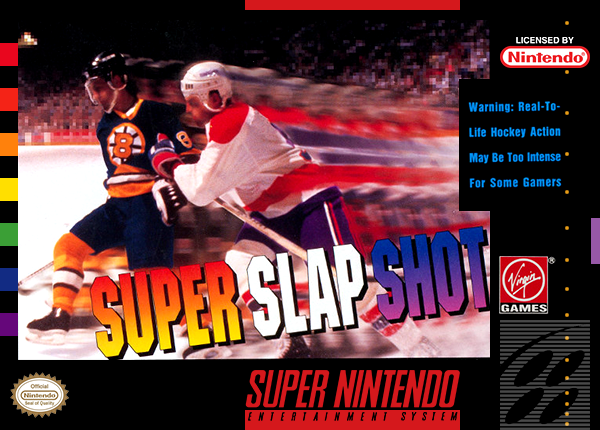 LICENSED BY
Nintendo®
Warning: Real-To-
Life Hockey Action
May Be Too Intense
For Some Gamers
8
8
SUPER SLAP SHOT
Virgin®
GAMES
Official
Nintendo
Seal of Quality
SUPER NINTENDO
ENTERTAINMENT SYSTEM